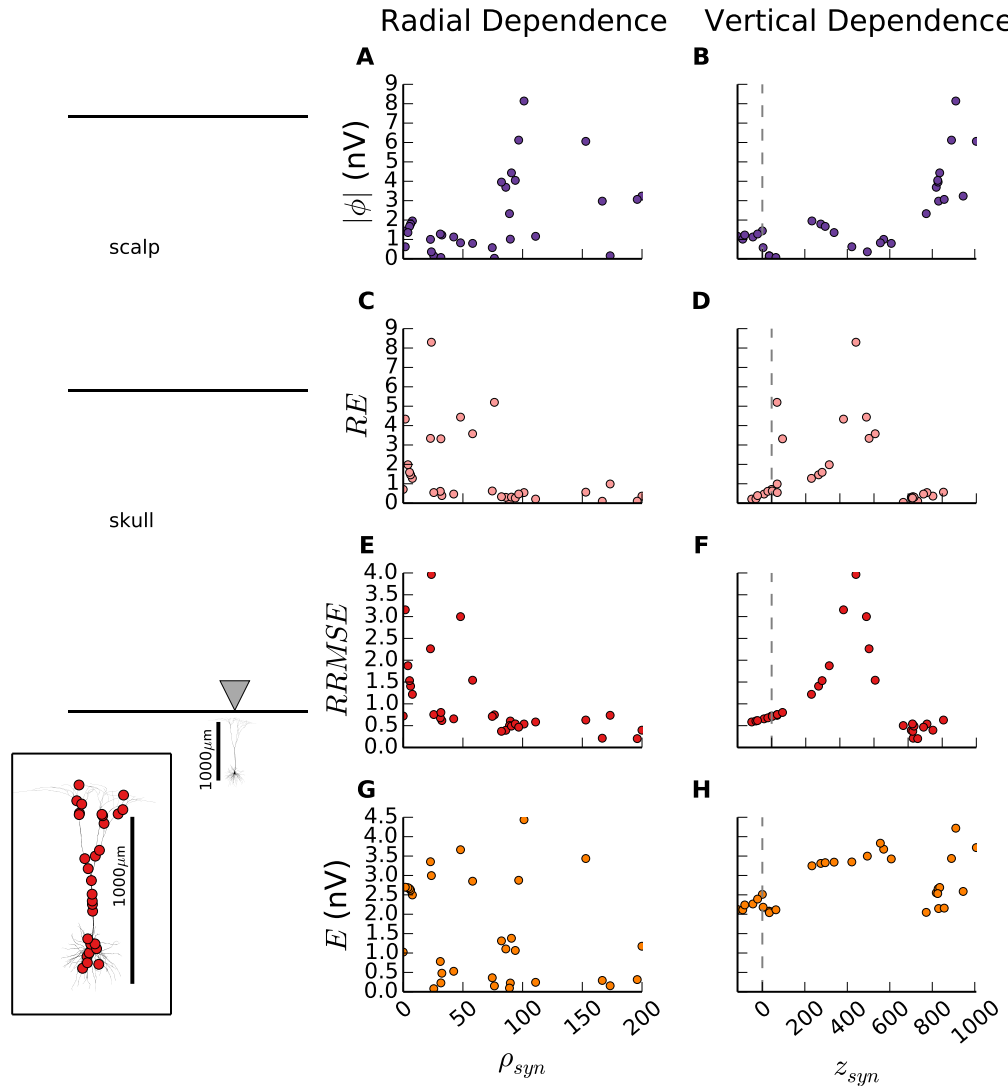 Radial Dependence
Vertical Dependence
A
B
9
8
7
6
5
4
3
2
1
0
|ϕ| (nV)
scalp
C
D
9
8
7
6
5
4
3
2
1
0
RE
skull
E
F
4.0
3.5
3.0
2.5
2.0
1.5
1.0
0.5
0.0
RRMSE
1000μm
1000μm
G
H
4.5
4.0
3.5
3.0
2.5
2.0
1.5
1.0
0.5
0.0
E (nV)
0 50 100 150 200
0 200 400 600 800 1000
ρsyn
zsyn